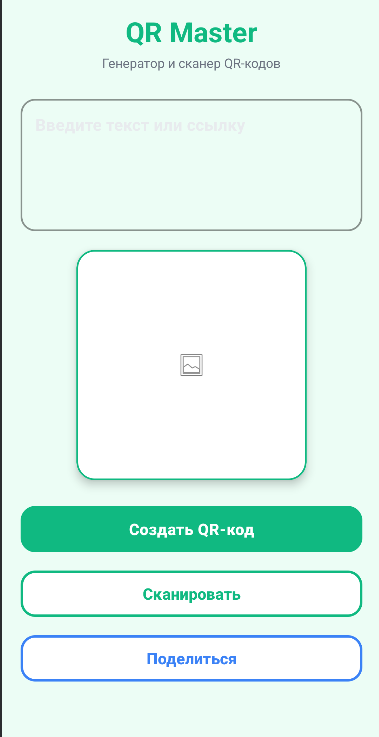 QR Master
Генератор и сканер QR-кодов
Введите текст или ссылку
Создать QR-код
Сканировать
Поделиться